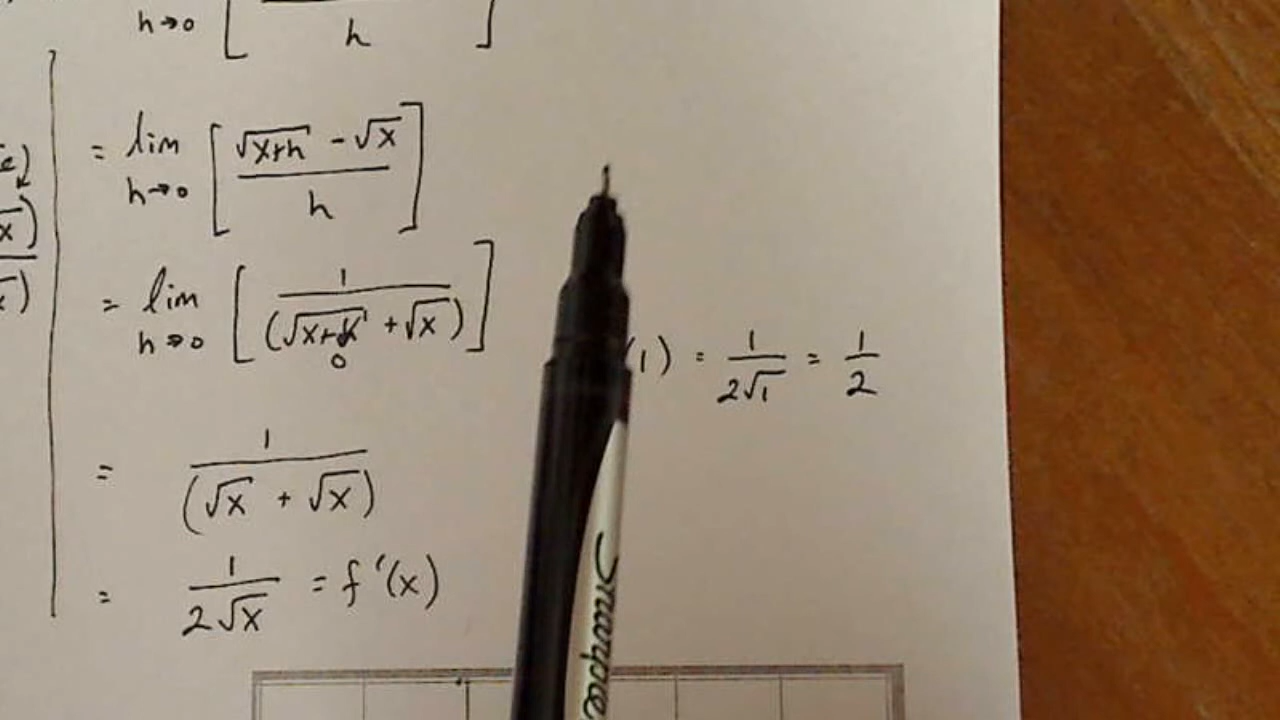 h→0 [ h ]
e)
= lim h→0 [ (√(x+h) - √x) / h ]
x)
= lim h→0 [ 1 / (√(x+h) + √x) ] 0
(1) = 1 / (2√1) = 1/2
= 1 / (√x + √x)
= 1 / (2√x) = f'(x)
Sharpie